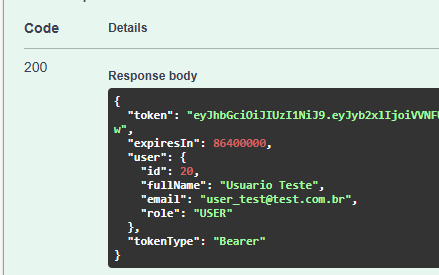 Code Details
200
Response body
{
"token": "eyJhbGciOiJIUzI1NiJ9.eyJyb2xlIjoiVVNF
w",
"expiresIn": 86400000,
"user": {
"id": 20,
"fullName": "Usuario Teste",
"email": "user_test@test.com.br",
"role": "USER"
},
"tokenType": "Bearer"
}